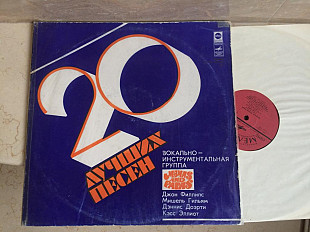 20
ЛУЧШИХ
ПЕСЕН
ВОКАЛЬНО–
ИНСТРУМЕНТАЛЬНАЯ
ГРУППА
MAMAS
AND
PAPAS
Джон Филлипс
Мишель Гильям
Дэннис Доэрти
Касс Эллиот